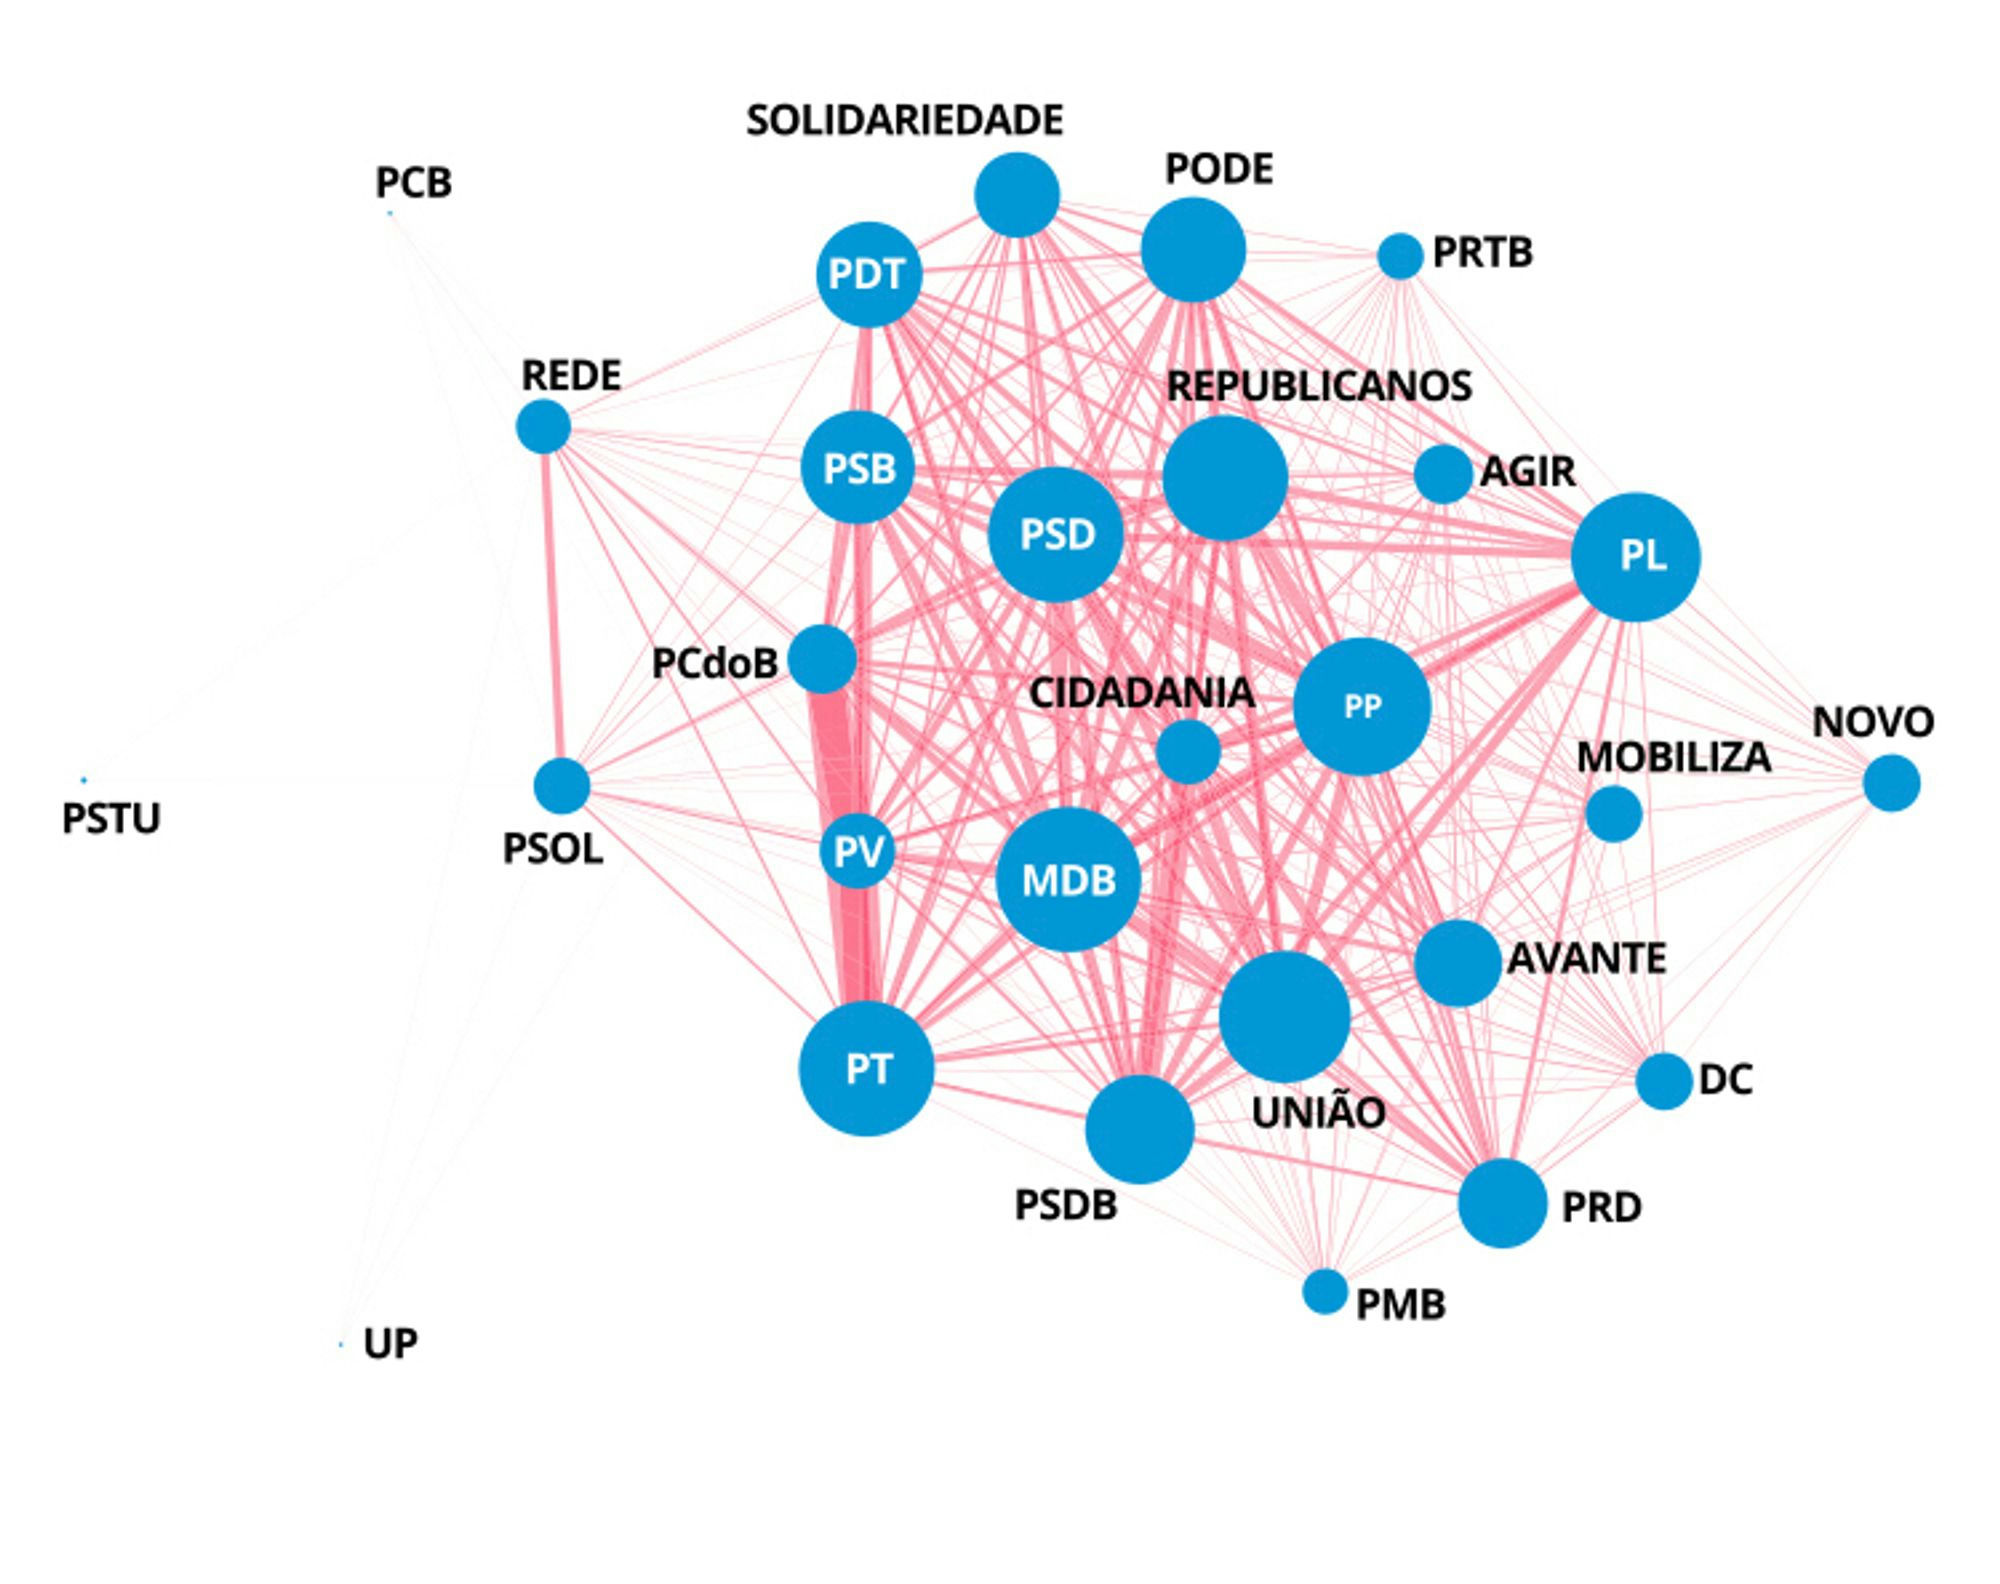 SOLIDARIEDADE
PODE
PCB
PRTB
PDT
REDE
REPUBLICANOS
PSB
AGIR
PSD
PL
PCdoB
CIDADANIA
PP
NOVO
MOBILIZA
PSTU
PSOL
PV
MDB
AVANTE
PT
DC
UNIÃO
PSDB
PRD
PMB
UP